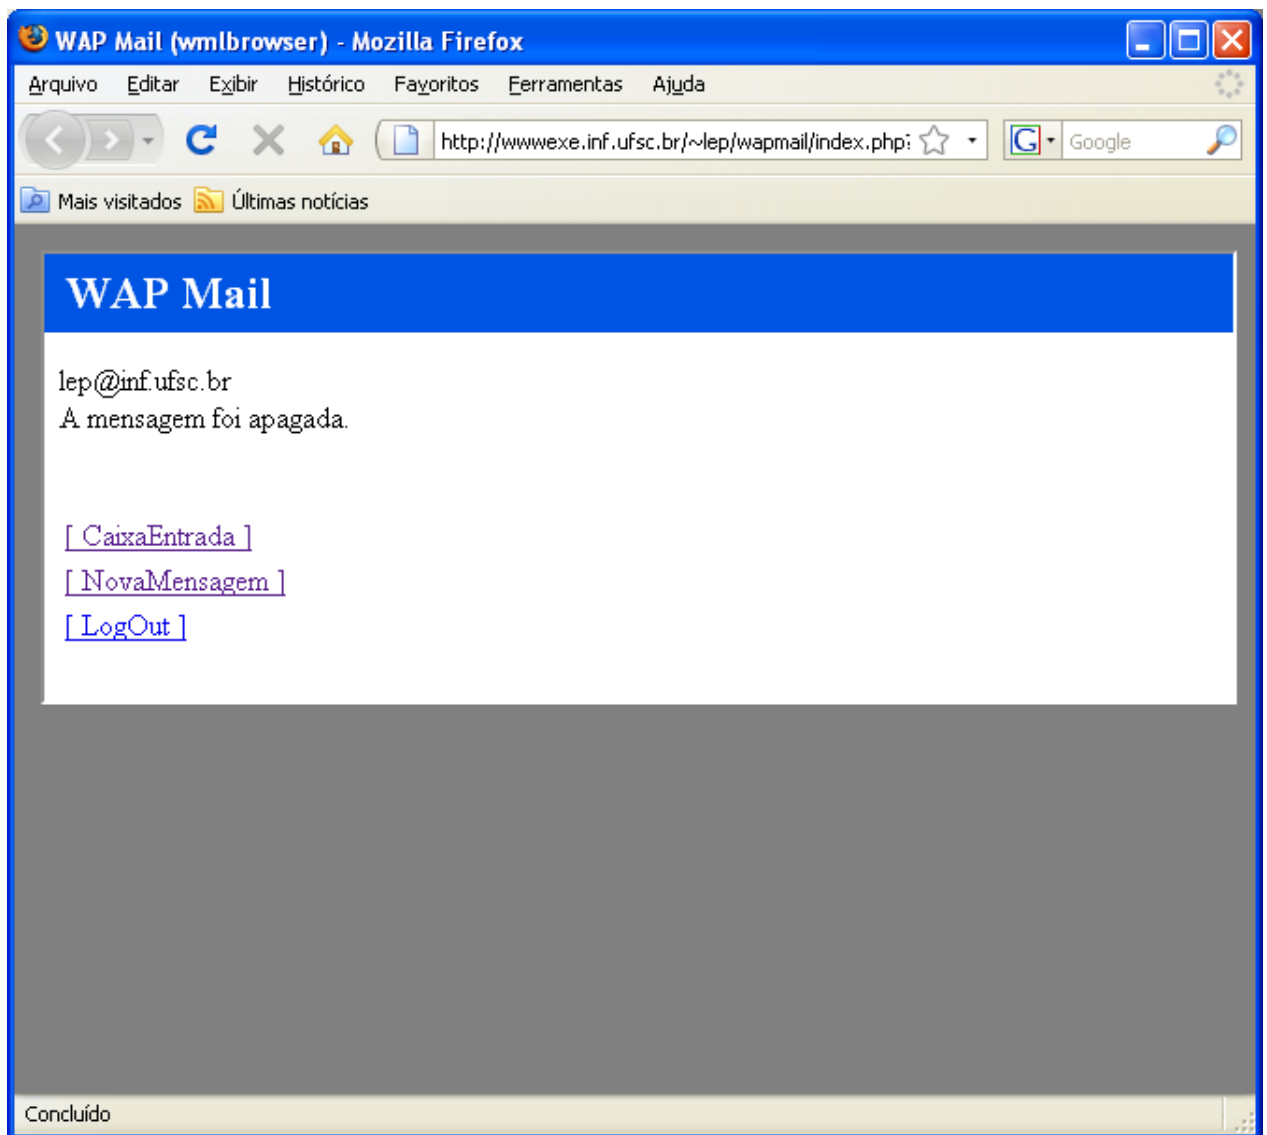 WAP Mail (wmlbrowser) - Mozilla Firefox
Arquivo Editar Exibir Histórico Favoritos Ferramentas Ajuda
http://wwwexe.inf.ufsc.br/~lep/wapmail/index.php? G Google
Mais visitados Últimas notícias
WAP Mail
lep@inf.ufsc.br
A mensagem foi apagada.
[ CaixaEntrada ]
[ NovaMensagem ]
[ LogOut ]
Concluído